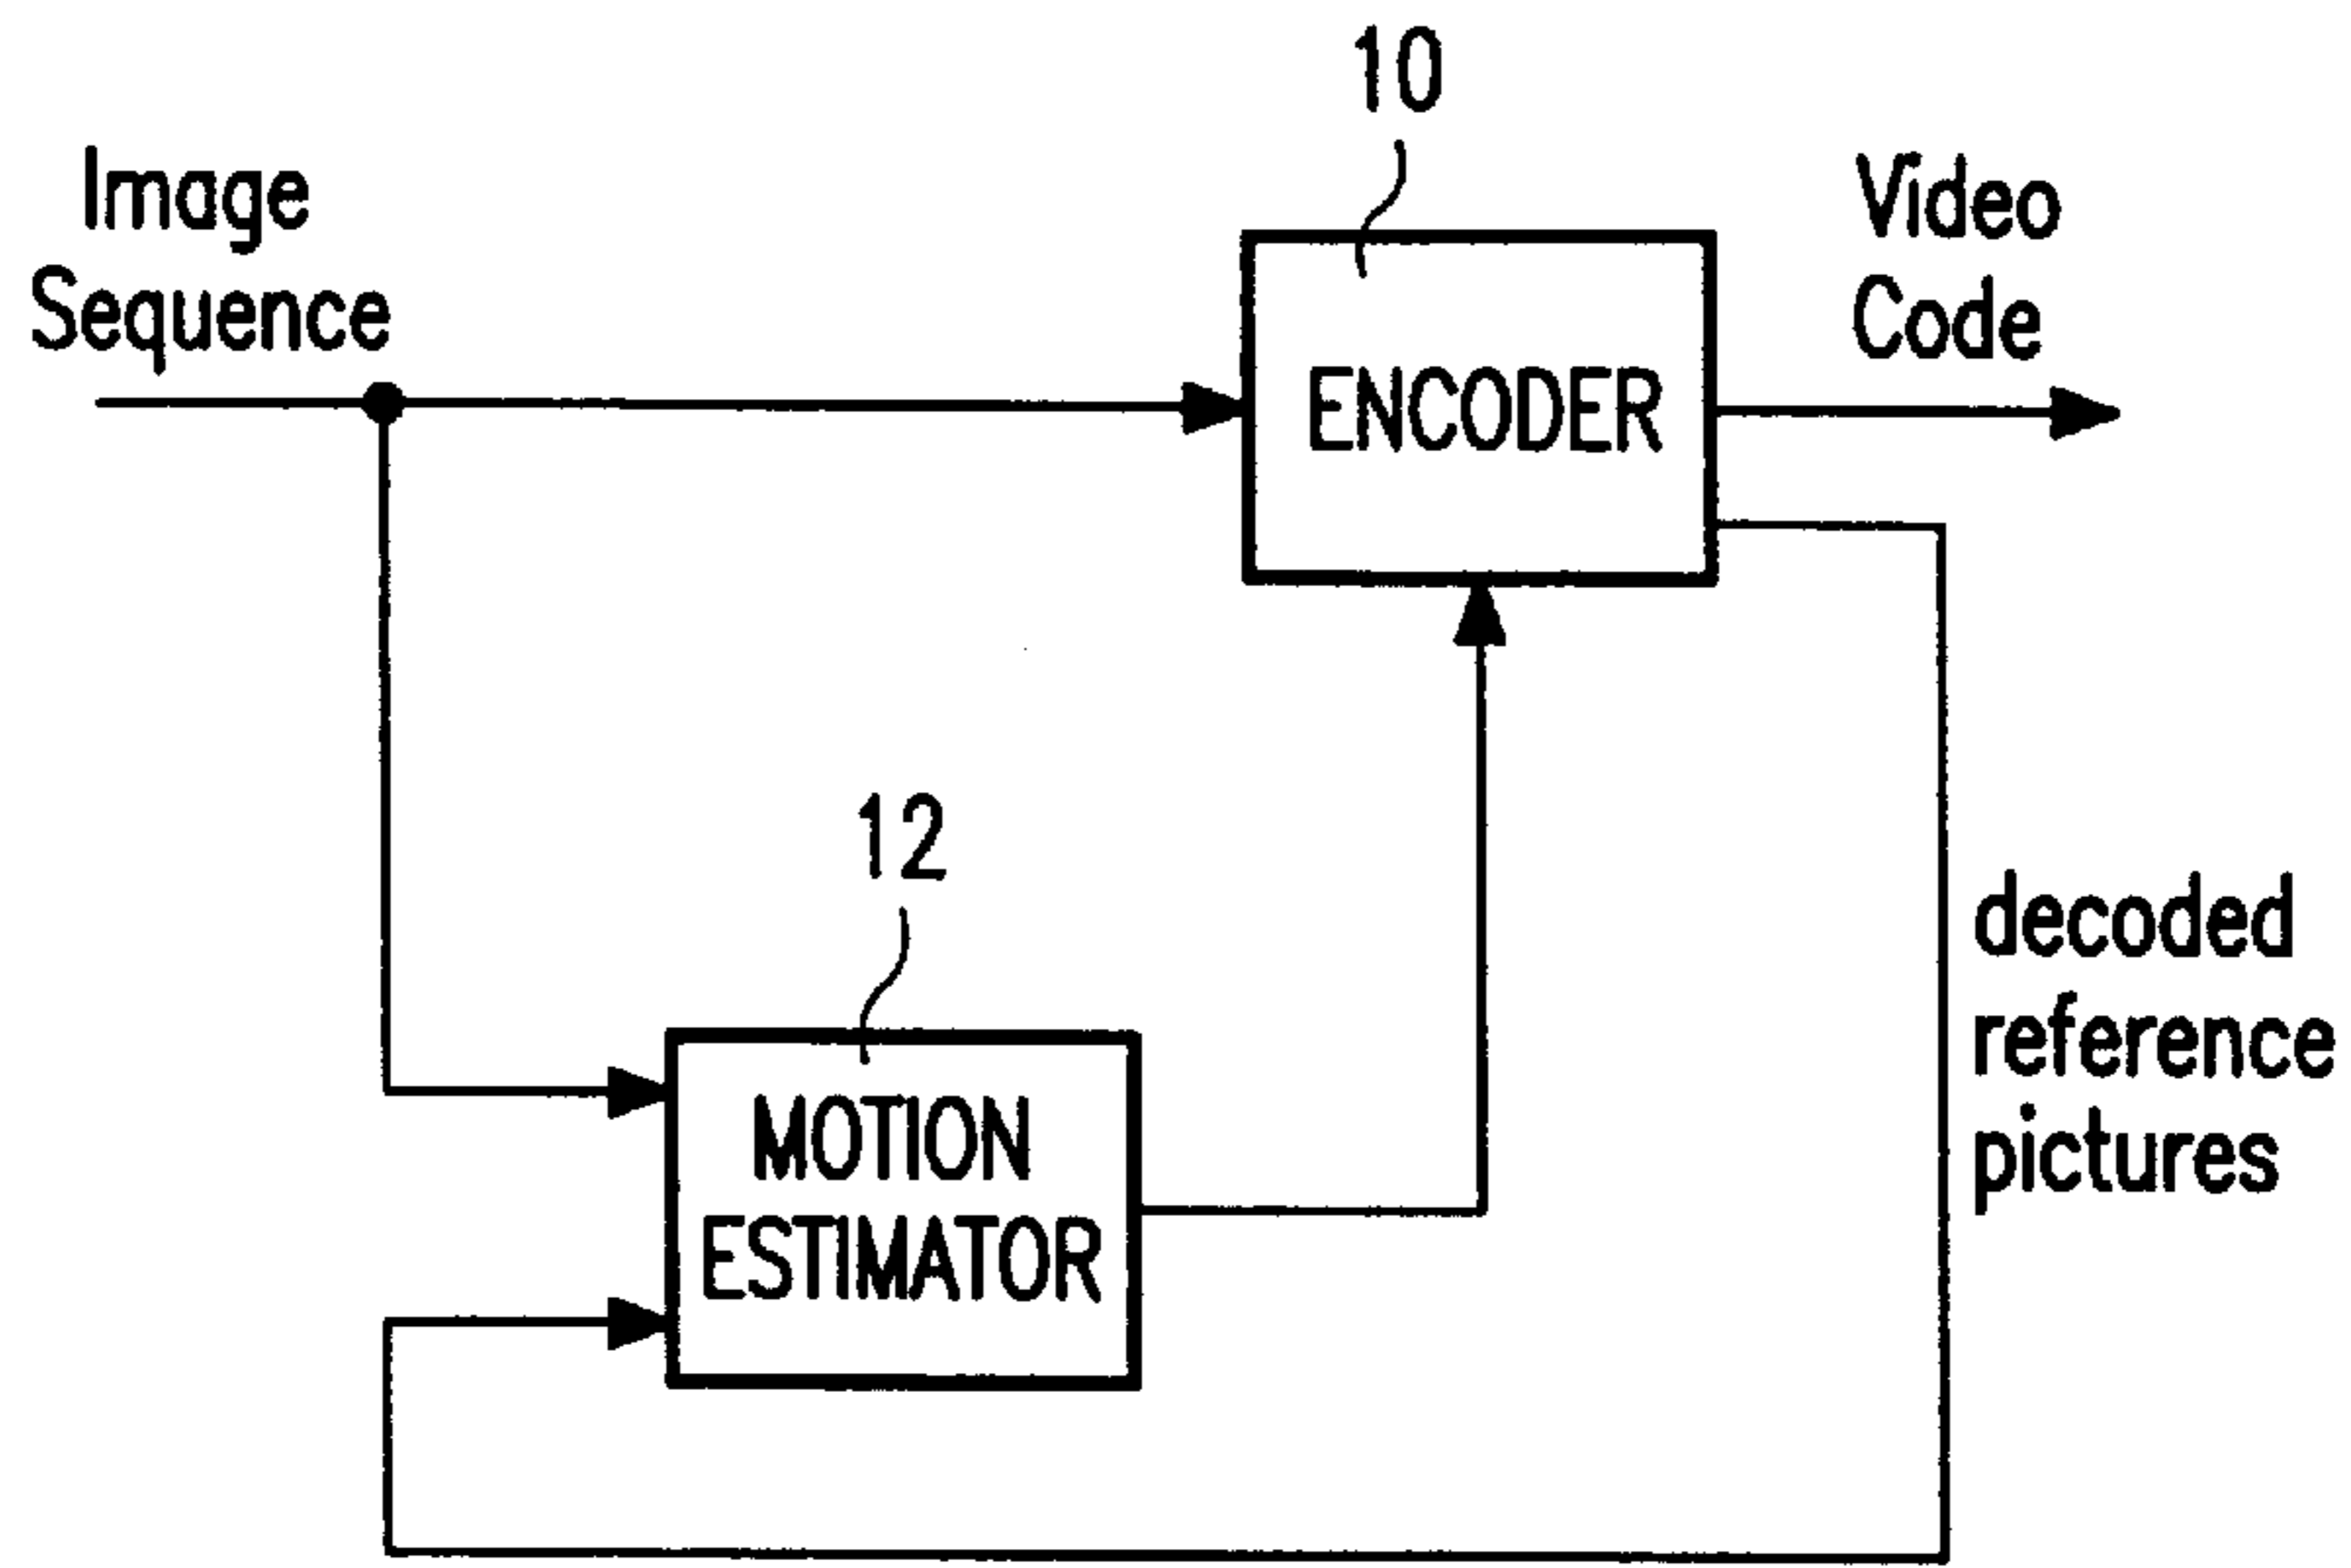 10
Image
Sequence
Video
Code
ENCODER
12
decoded
reference
pictures
MOTION
ESTIMATOR